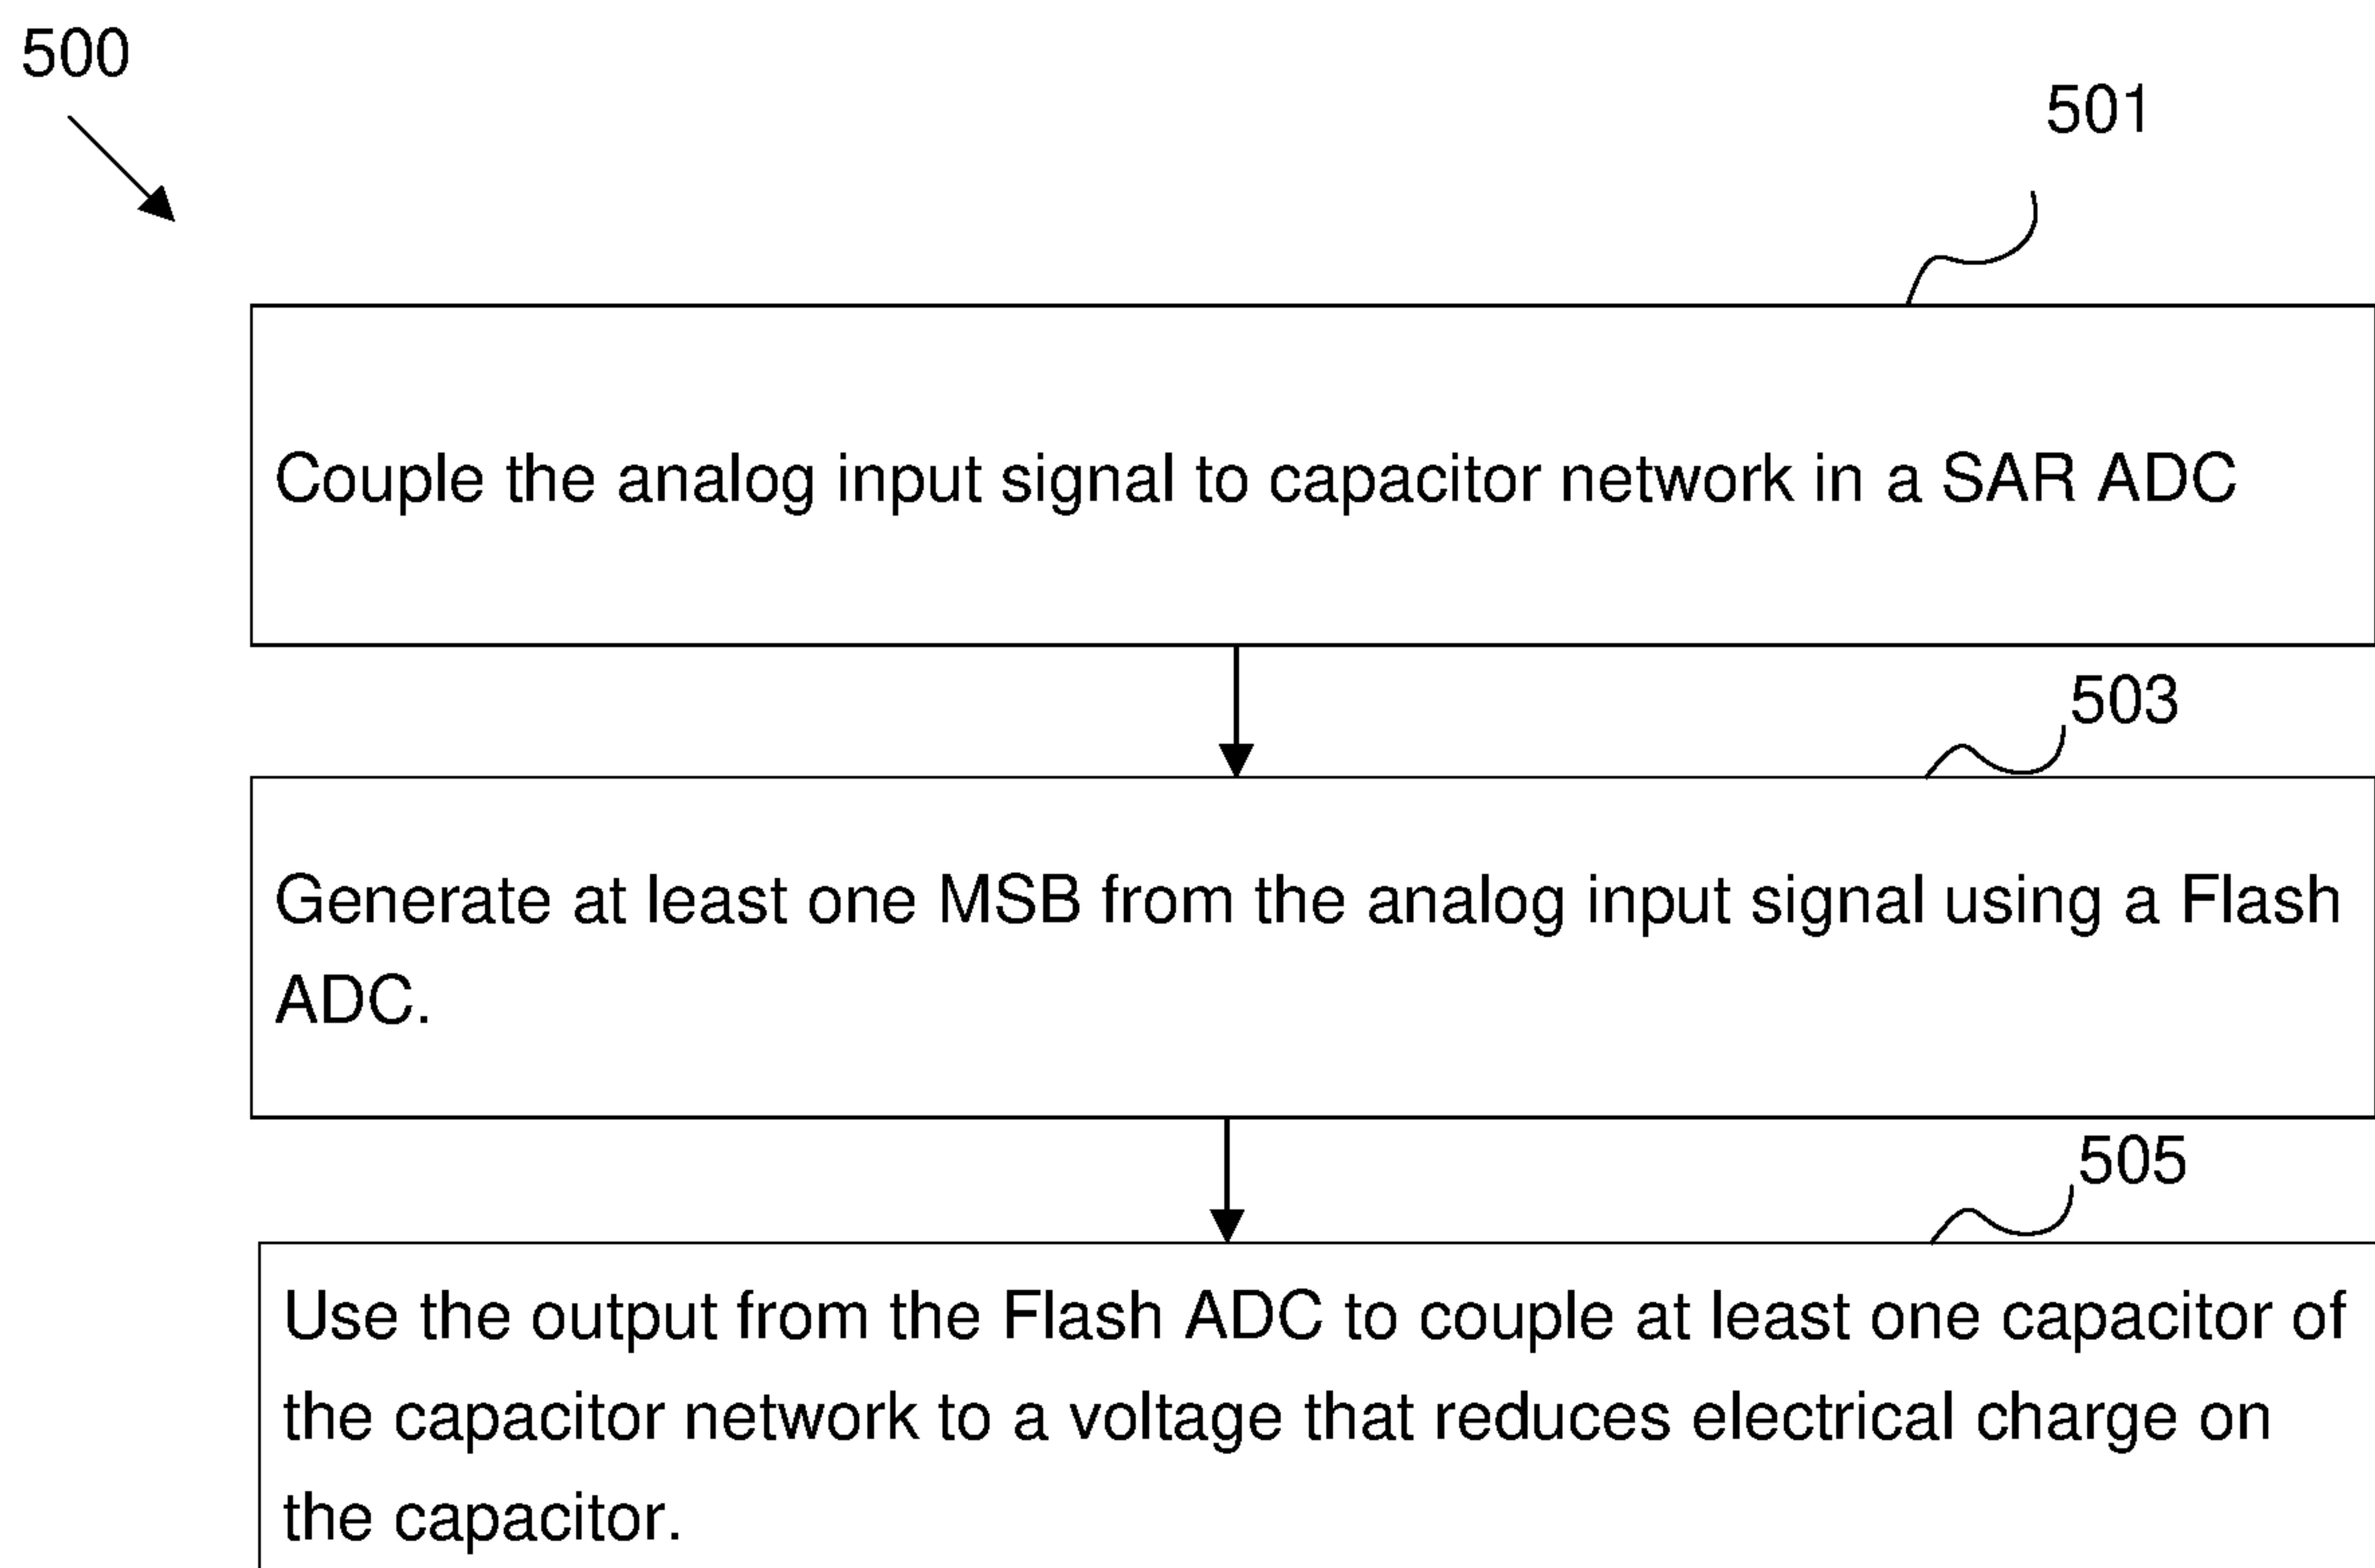 500
501
Couple the analog input signal to capacitor network in a SAR ADC
503
Generate at least one MSB from the analog input signal using a Flash
ADC.
505
Use the output from the Flash ADC to couple at least one capacitor of
the capacitor network to a voltage that reduces electrical charge on
the capacitor.